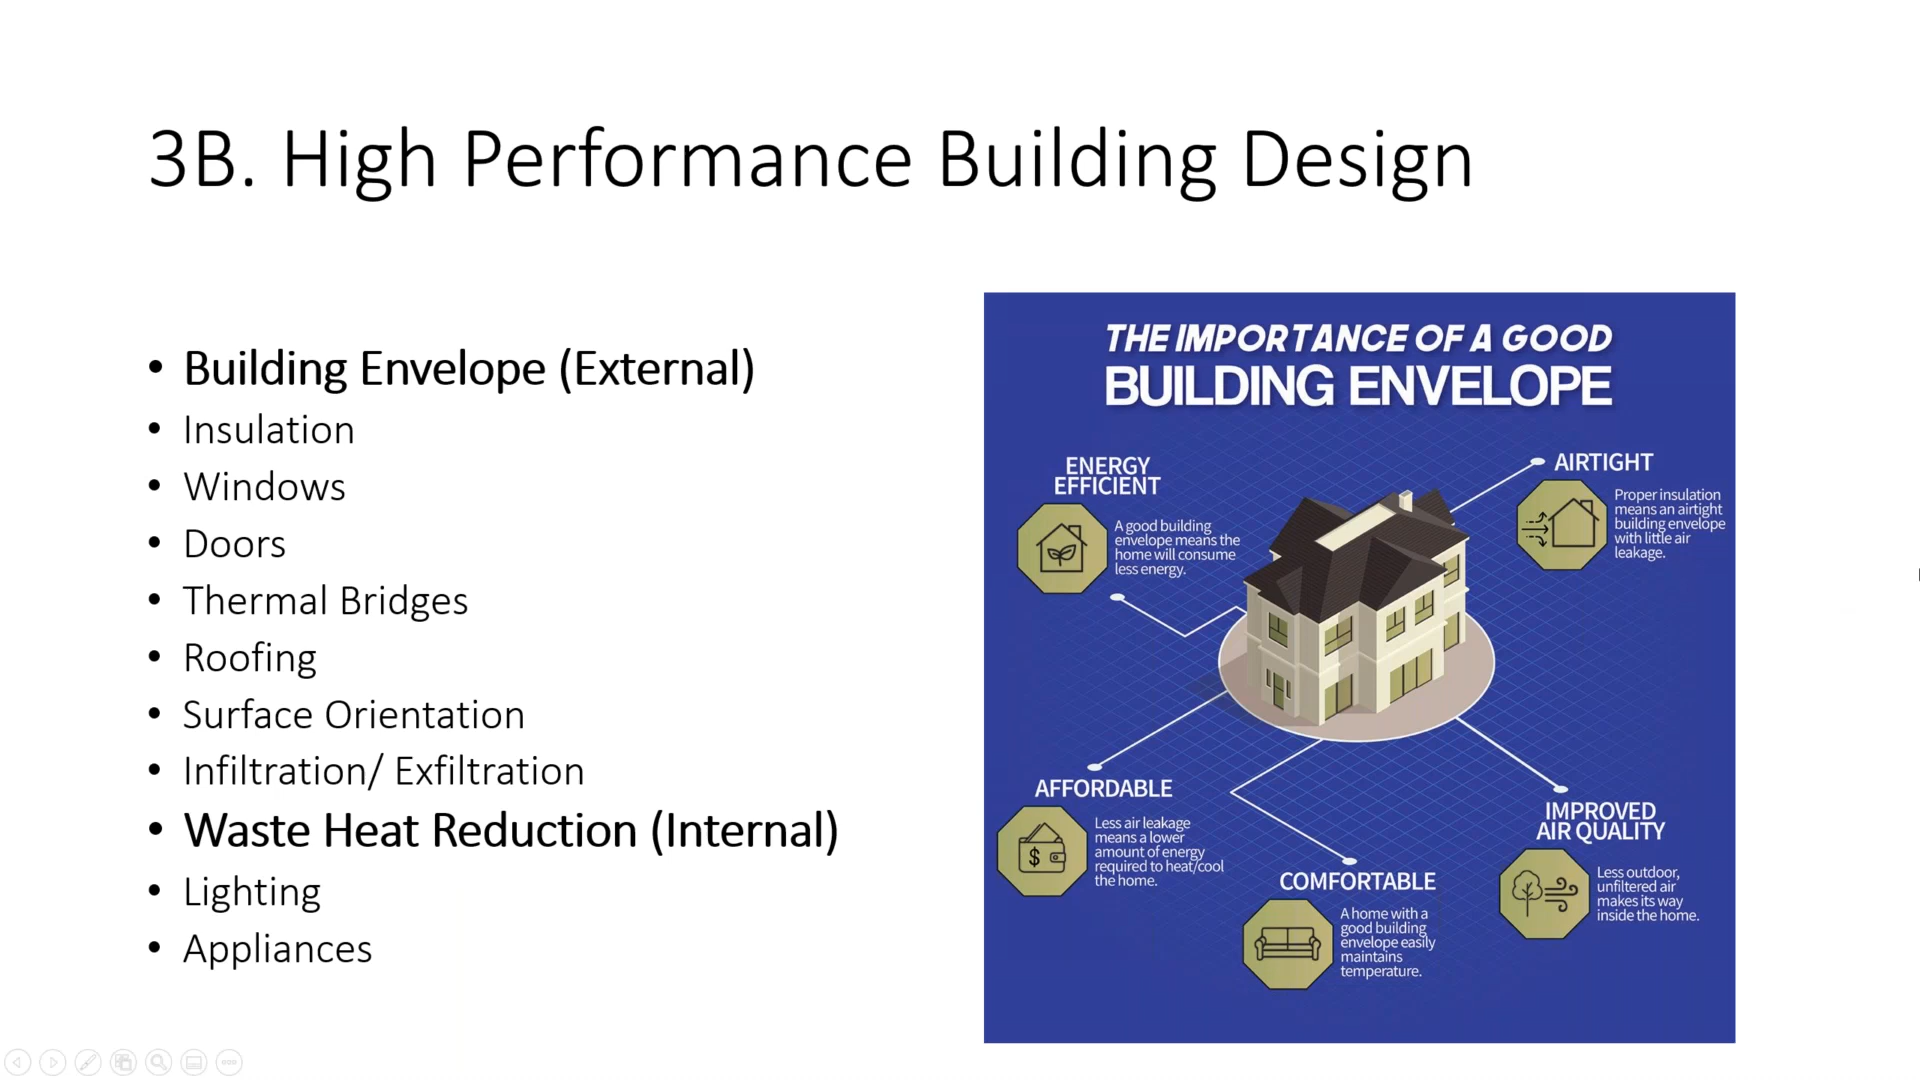 3B. High Performance Building Design
• Building Envelope (External)
• Insulation
• Windows
• Doors
• Thermal Bridges
• Roofing
• Surface Orientation
• Infiltration/ Exfiltration
• Waste Heat Reduction (Internal)
• Lighting
• Appliances
THE IMPORTANCE OF A GOOD
BUILDING ENVELOPE
ENERGY
EFFICIENT
A good building
envelope means the
home will consume
less energy.
AIRTIGHT
Proper insulation
means an airtight
building envelope
with little air
leakage.
AFFORDABLE
$
Less air leakage
means a lower
amount of energy
required to heat/cool
the home.
COMFORTABLE
A home with a
good building
envelope easily
maintains
temperature.
IMPROVED
AIR QUALITY
Less outdoor,
unfiltered air
makes its way
inside the home.